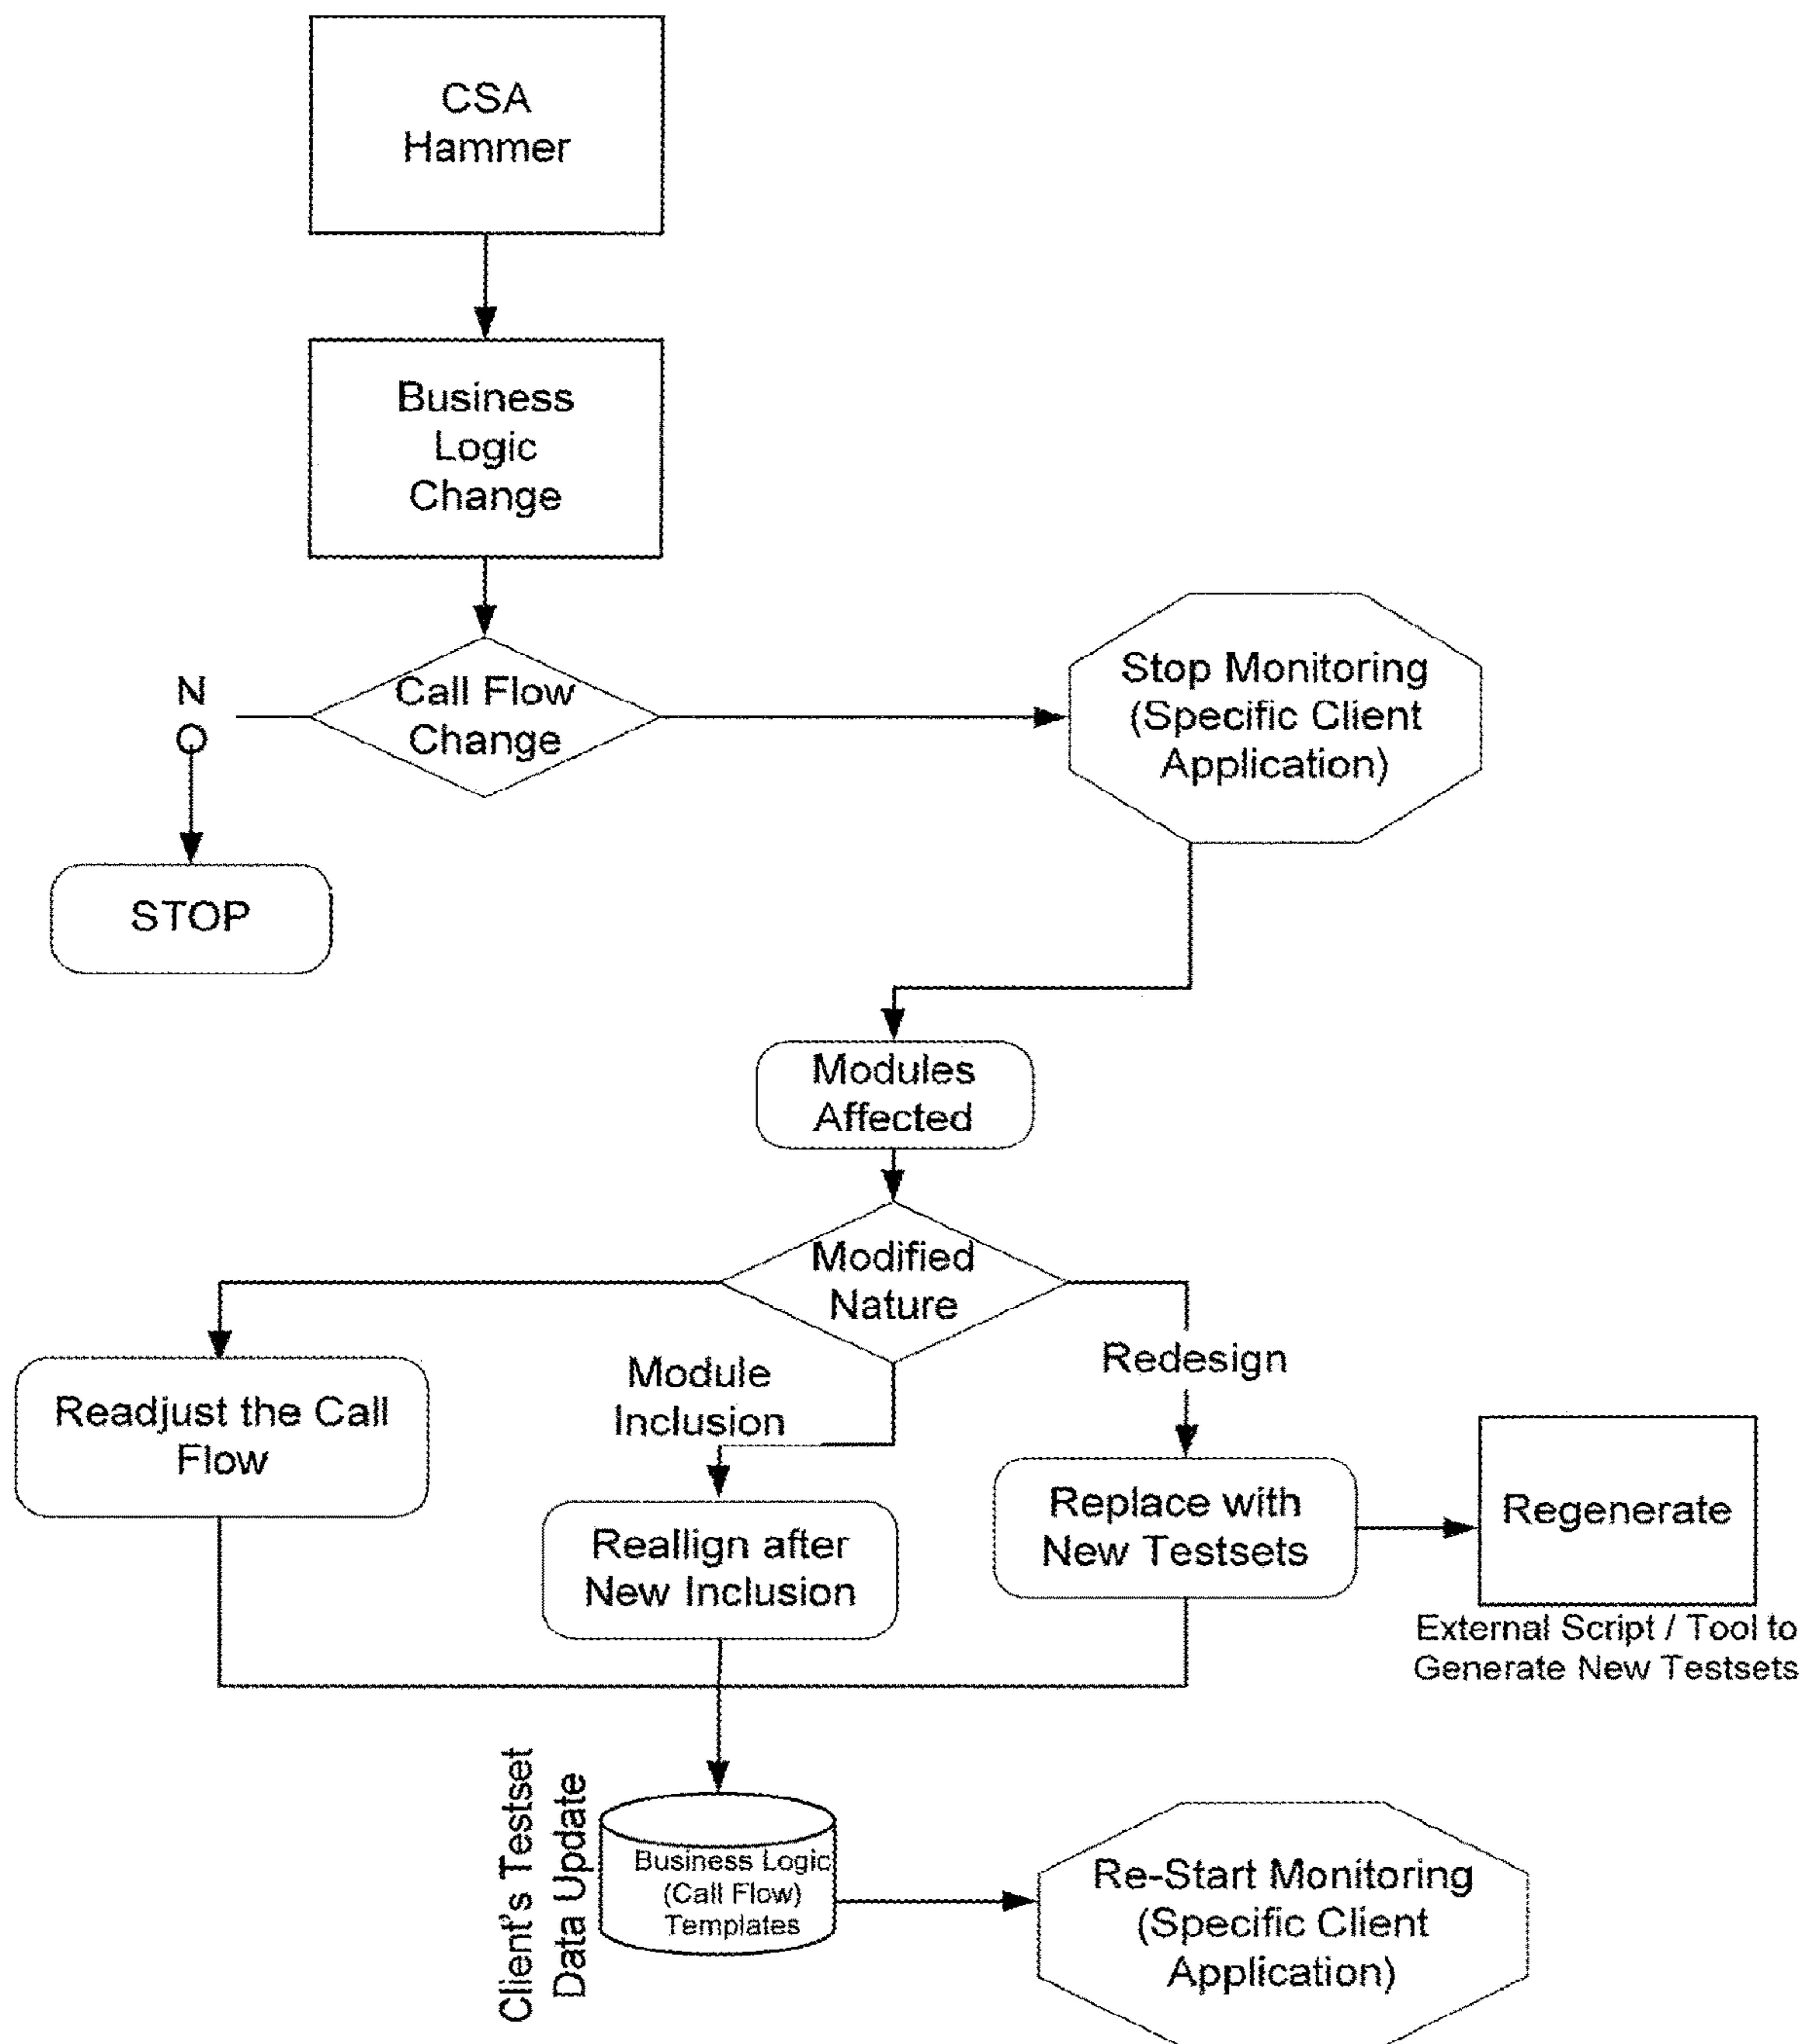 CSA
Hammer
Business
Logic
Change
Call Flow
Change
N
O
Stop Monitoring
(Specific Client
Application)
STOP
Modules
Affected
Modified
Nature
Readjust the Call
Flow
Module
Inclusion
Reallign after
New Inclusion
Redesign
Replace with
New Testsets
Regenerate
External Script / Tool to
Generate New Testsets
Client's Testset
Data Update
Business Logic
(Call Flow)
Templates
Re-Start Monitoring
(Specific Client
Application)